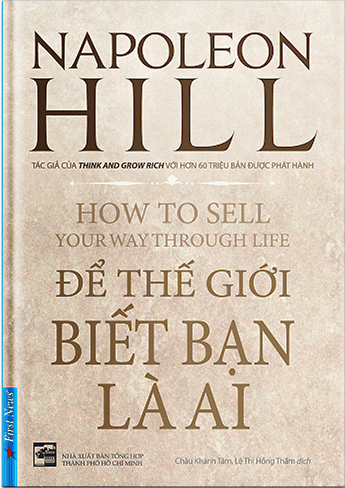 NAPOLEON
HILL
TÁC GIẢ CỦA THINK AND GROW RICH VỚI HƠN 60 TRIỆU BẢN ĐƯỢC PHÁT HÀNH
HOW TO SELL
YOUR WAY THROUGH LIFE
ĐỂ THẾ GIỚI
BIẾT BẠN
LÀ AI
First News
NHÀ XUẤT BẢN TỔNG HỢP
THÀNH PHỐ HỒ CHÍ MINH
Châu Khánh Tâm, Lê Thị Hồng Thắm dịch